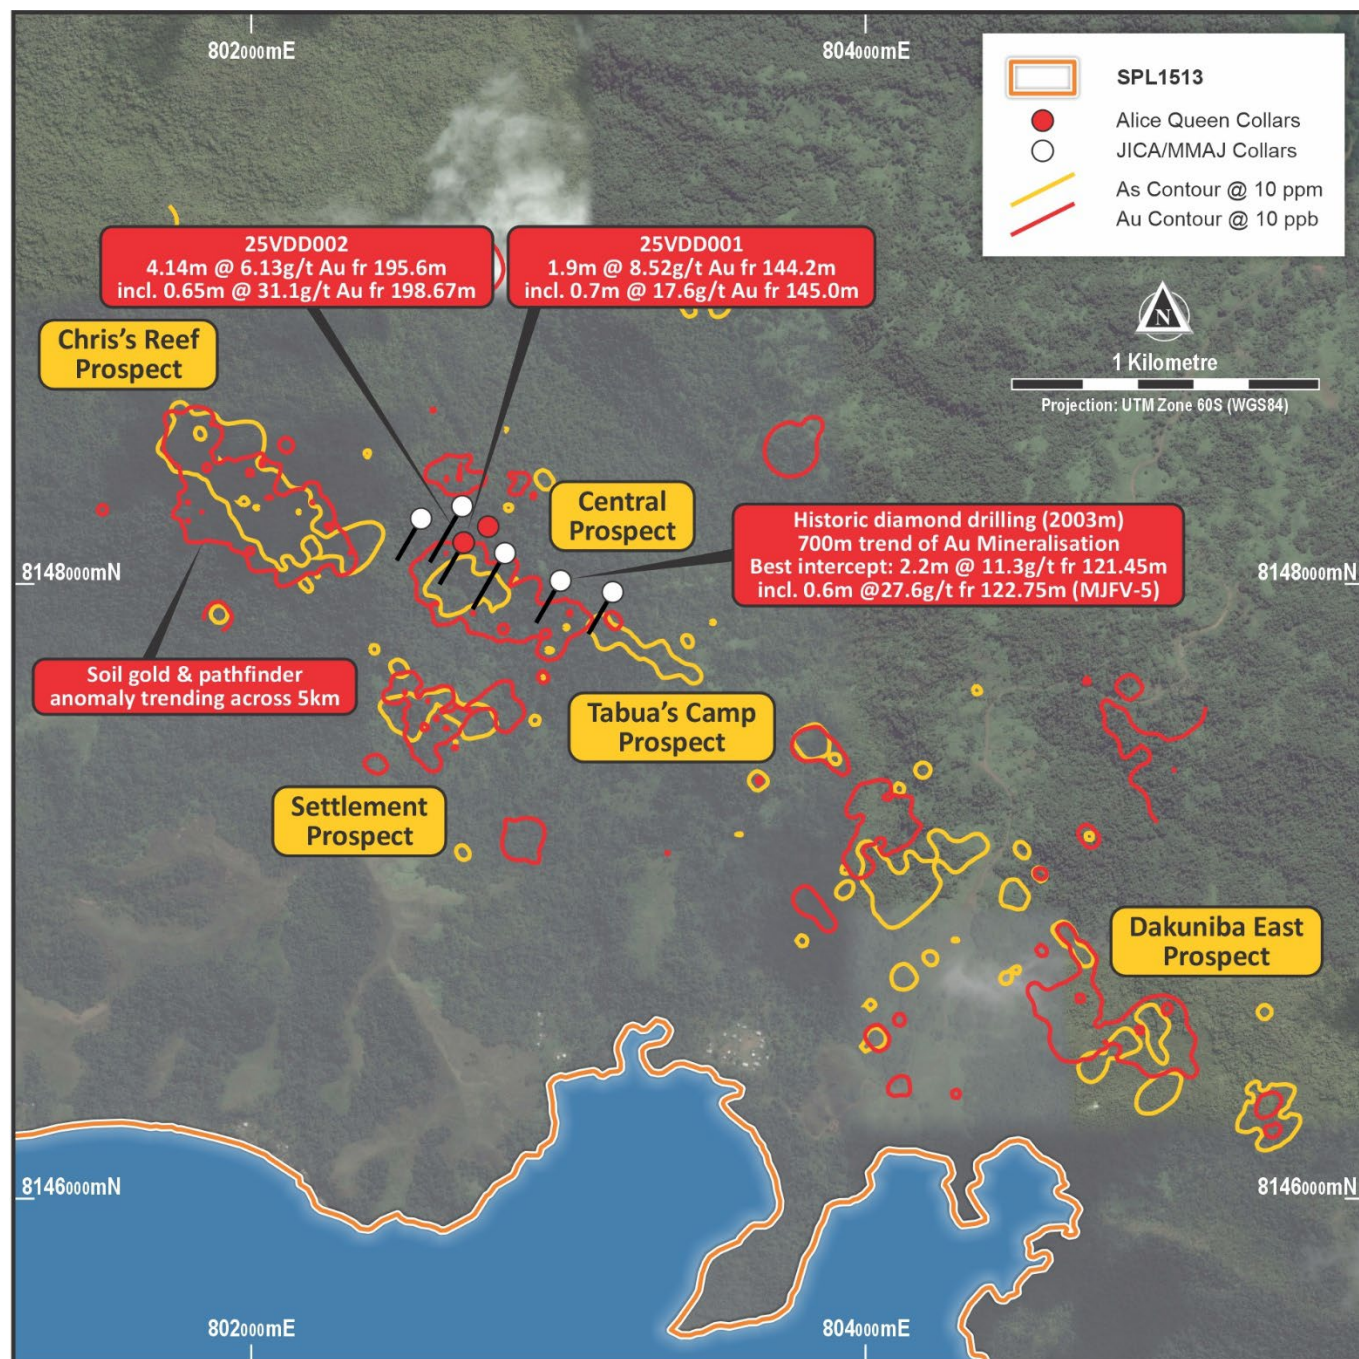 802000mE
804000mE
SPL1513
Alice Queen Collars
JICA/MMAJ Collars
As Contour @ 10 ppm
Au Contour @ 10 ppb
N
1 Kilometre
Projection: UTM Zone 60S (WGS84)
25VDD002
4.14m @ 6.13g/t Au fr 195.6m
incl. 0.65m @ 31.1g/t Au fr 198.67m
25VDD001
1.9m @ 8.52g/t Au fr 144.2m
incl. 0.7m @ 17.6g/t Au fr 145.0m
Chris's Reef
Prospect
Central
Prospect
Historic diamond drilling (2003m)
700m trend of Au Mineralisation
Best intercept: 2.2m @ 11.3g/t fr 121.45m
incl. 0.6m @27.6g/t fr 122.75m (MJFV-5)
8148000mN
8148000mN
Soil gold & pathfinder
anomaly trending across 5km
Tabua's Camp
Prospect
Settlement
Prospect
Dakuniba East
Prospect
8146000mN
8146000mN
802000mE
804000mE